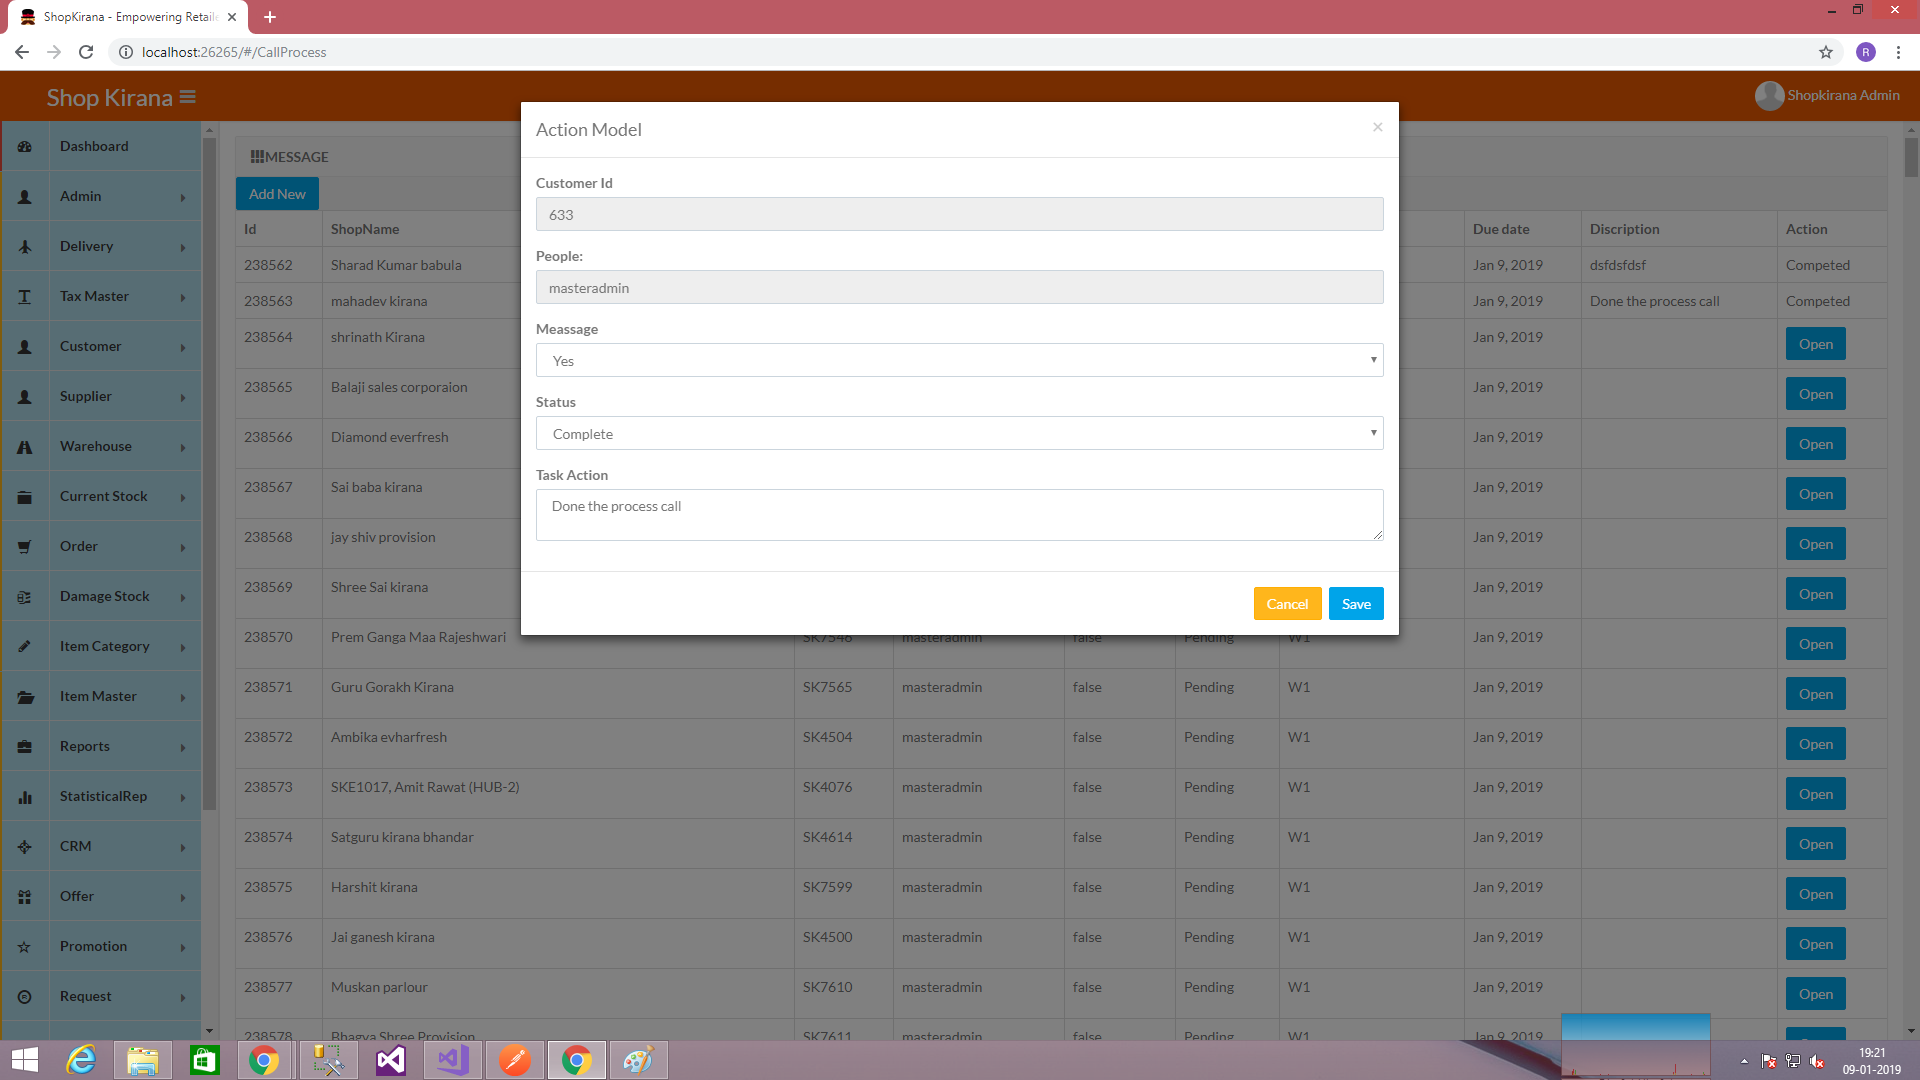 ShopKirana - Empowering Retaile
localhost:26265/#/CallProcess
R
Shop Kirana
Shopkirana Admin
Dashboard
Admin
Delivery
Tax Master
Customer
Supplier
Warehouse
Current Stock
Order
Damage Stock
Item Category
Item Master
Reports
StatisticalRep
CRM
Offer
Promotion
Request
MESSAGE
Add New
Action Model
×
Customer Id
633
People:
masteradmin
Meassage
Yes
Status
Complete
Task Action
Done the process call
Cancel Save
Id ShopName Due date Discription Action
238562 Sharad Kumar babula Jan 9, 2019 dsfdsfdsf Competed
238563 mahadev kirana Jan 9, 2019 Done the process call Competed
238564 shrinath Kirana Jan 9, 2019 Open
238565 Balaji sales corporaion Jan 9, 2019 Open
238566 Diamond everfresh Jan 9, 2019 Open
238567 Sai baba kirana Jan 9, 2019 Open
238568 jay shiv provision Jan 9, 2019 Open
238569 Shree Sai kirana Jan 9, 2019 Open
238570 Prem Ganga Maa Rajeshwari SK7546 masteradmin false Pending W1 Jan 9, 2019 Open
238571 Guru Gorakh Kirana SK7565 masteradmin false Pending W1 Jan 9, 2019 Open
238572 Ambika evharfresh SK4504 masteradmin false Pending W1 Jan 9, 2019 Open
238573 SKE1017, Amit Rawat (HUB-2) SK4076 masteradmin false Pending W1 Jan 9, 2019 Open
238574 Satguru kirana bhandar SK4614 masteradmin false Pending W1 Jan 9, 2019 Open
238575 Harshit kirana SK7599 masteradmin false Pending W1 Jan 9, 2019 Open
238576 Jai ganesh kirana SK4500 masteradmin false Pending W1 Jan 9, 2019 Open
238577 Muskan parlour SK7610 masteradmin false Pending W1 Jan 9, 2019 Open
238578 Bhagya Shree Provision SK7611 masteradmin false Pending W1 Jan 9, 2019
19:21
09-01-2019